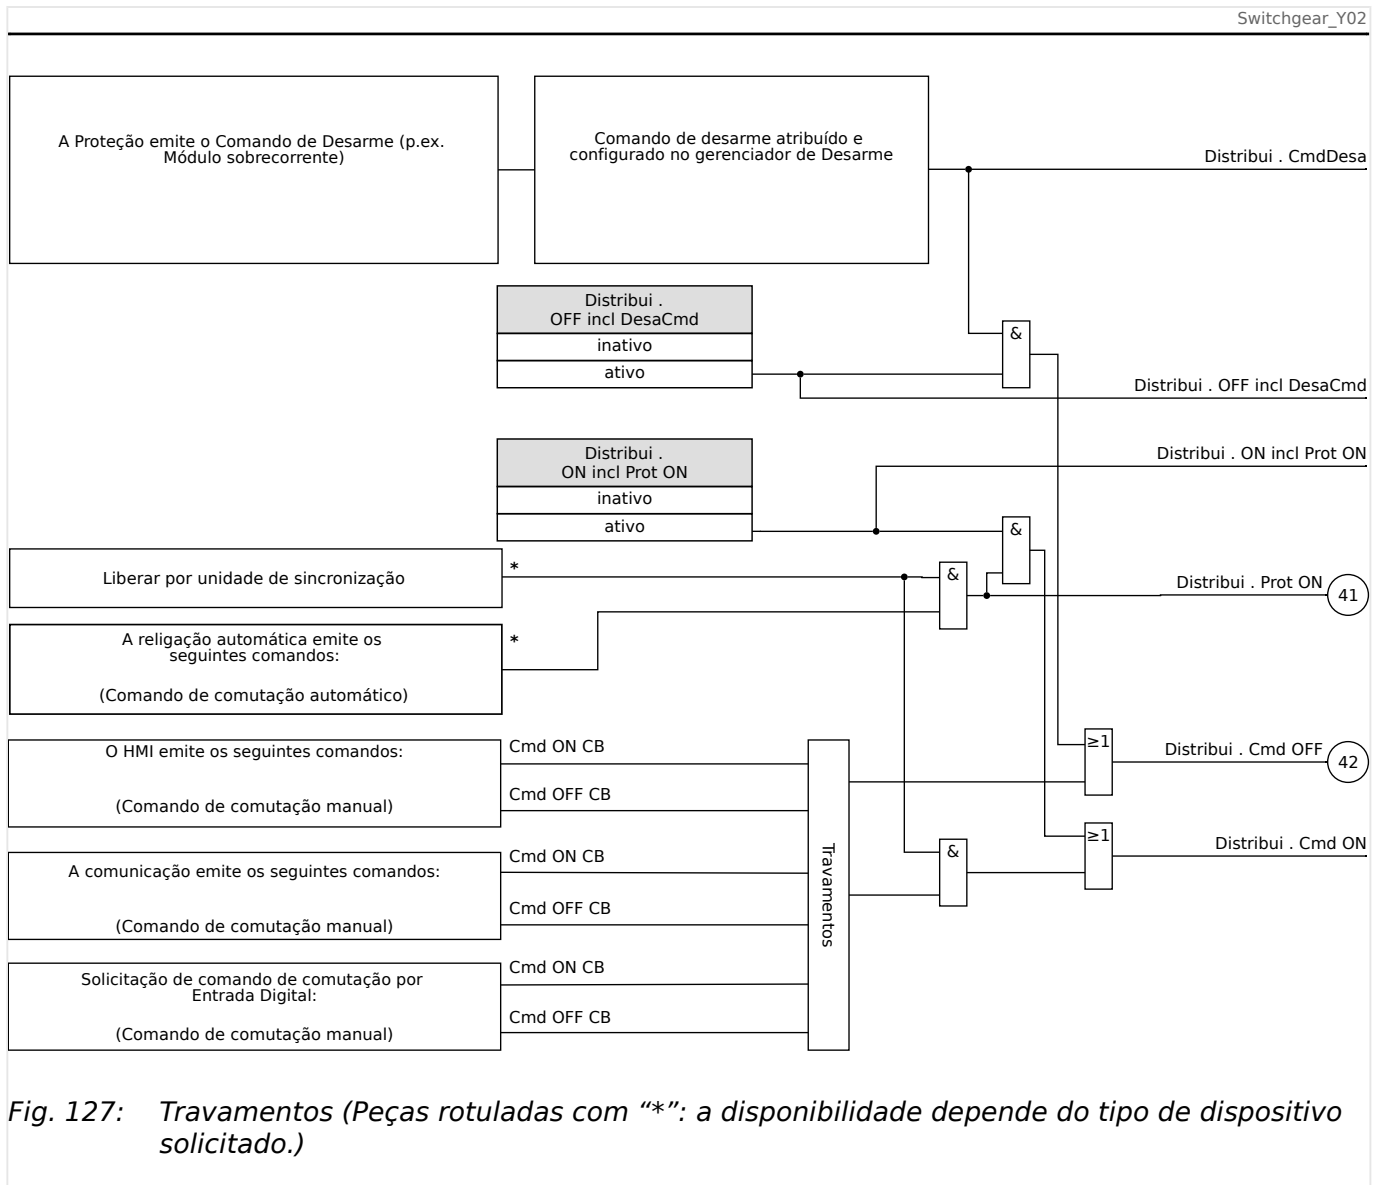 Switchgear_Y02
A Proteção emite o Comando de Desarme (p.ex.
Módulo sobrecorrente)
Comando de desarme atribuído e
configurado no gerenciador de Desarme
Distribui . CmdDesa
Distribui .
OFF incl DesaCmd
inativo
ativo
&
Distribui . OFF incl DesaCmd
Distribui .
ON incl Prot ON
inativo
ativo
Distribui . ON incl Prot ON
&
Liberar por unidade de sincronização
*
&
Distribui . Prot ON
41
A religação automática emite os
seguintes comandos:
(Comando de comutação automático)
*
O HMI emite os seguintes comandos:
(Comando de comutação manual)
Cmd ON CB
Cmd OFF CB
≥1
Distribui . Cmd OFF
42
A comunicação emite os seguintes comandos:
(Comando de comutação manual)
Cmd ON CB
Cmd OFF CB
Travamentos
&
≥1
Distribui . Cmd ON
Solicitação de comando de comutação por
Entrada Digital:
(Comando de comutação manual)
Cmd ON CB
Cmd OFF CB
Fig. 127: Travamentos (Peças rotuladas com “*”: a disponibilidade depende do tipo de dispositivo
solicitado.)